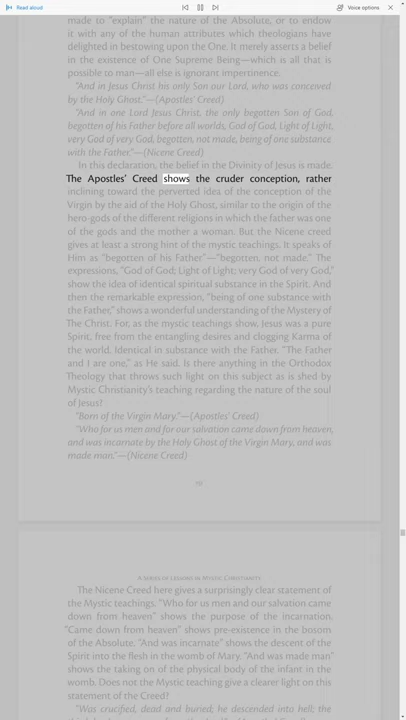 Read aloud
Voice options
made to "explain" the nature of the Absolute, or to endow
it with any of the human attributes which theologians have
delighted in bestowing upon the One. It merely asserts a belief
in the existence of One Supreme Being—which is all that is
possible to man—all else is ignorant impertinence.
"And in Jesus Christ his only Son our Lord, who was conceived
by the Holy Ghost."—(Apostles' Creed)
"And in one Lord Jesus Christ, the only begotten Son of God,
begotten of his Father before all worlds, God of God, Light of Light,
very God of very God, begotten, not made, being of one substance
with the Father."—(Nicene Creed)
In this declaration, the belief in the Divinity of Jesus is made.
The Apostles' Creed shows the cruder conception, rather
inclining toward the perverted idea of the conception of the
Virgin by the aid of the Holy Ghost, similar to the origin of the
hero-gods of the different religions in which the father was one
of the gods and the mother a woman. But the Nicene creed
gives at least a strong hint of the mystic teachings. It speaks of
Him as "begotten of his Father"—"begotten, not made." The
expressions, "God of God; Light of Light; very God of very God,"
show the idea of identical spiritual substance in the Spirit. And
then the remarkable expression, "being of one substance with
the Father," shows a wonderful understanding of the Mystery of
The Christ. For, as the mystic teachings show, Jesus was a pure
Spirit, free from the entangling desires and clogging Karma of
the world. Identical in substance with the Father. "The Father
and I are one," as He said. Is there anything in the Orthodox
Theology that throws such light on this subject as is shed by
Mystic Christianity's teaching regarding the nature of the soul
of Jesus?
"Born of the Virgin Mary."—(Apostles' Creed)
"Who for us men and for our salvation came down from heaven,
and was incarnate by the Holy Ghost of the Virgin Mary, and was
made man."—(Nicene Creed)
A Series of Lessons in Mystic Christianity
The Nicene Creed here gives a surprisingly clear statement of
the Mystic teachings. "Who for us men and our salvation came
down from heaven" shows the purpose of the incarnation.
"Came down from heaven" shows pre-existence in the bosom
of the Absolute. "And was incarnate" shows the descent of the
Spirit into the flesh in the womb of Mary. "And was made man"
shows the taking on of the physical body of the infant in the
womb. Does not the Mystic teaching give a clearer light on this
statement of the Creed?
"Was crucified, dead and buried; he descended into hell; the